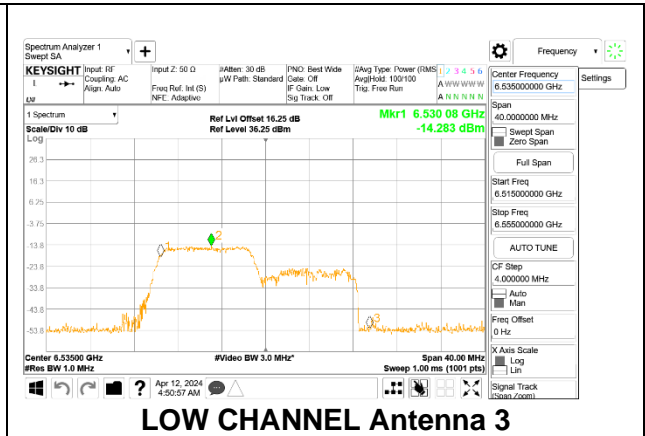 Spectrum Analyzer 1
Swept SA
+
Frequency
KEYSIGHT
Input: RF
Coupling: AC
Align: Auto
Input Z: 50 Ω
Freq Ref: Int (S)
NFE: Adaptive
#Atten: 30 dB
µW Path: Standard
PNO: Best Wide
Gate: Off
IF Gain: Low
Sig Track: Off
#Avg Type: Power (RMS
Avg|Hold: 100/100
Trig: Free Run
1 2 3 4 5 6
A W W W W W
A N N N N N
Settings
Center Frequency
6.535000000 GHz
Span
40.0000000 MHz
Swept Span
Zero Span
Full Span
Start Freq
6.515000000 GHz
Stop Freq
6.555000000 GHz
AUTO TUNE
CF Step
4.000000 MHz
Auto
Man
Freq Offset
0 Hz
X Axis Scale
Log
Lin
Signal Track
(Span Zoom)
1 Spectrum
Scale/Div 10 dB
Log
Ref Lvl Offset 16.25 dB
Ref Level 36.25 dBm
Mkr1 6.530 08 GHz
-14.283 dBm
26.3
16.3
6.25
-3.75
-13.8
-23.8
-33.8
-43.8
-53.8
1
2
3
Center 6.53500 GHz
#Res BW 1.0 MHz
#Video BW 3.0 MHz*
Span 40.00 MHz
Sweep 1.00 ms (1001 pts)
?
Apr 12, 2024
4:50:57 AM
LOW CHANNEL Antenna 3